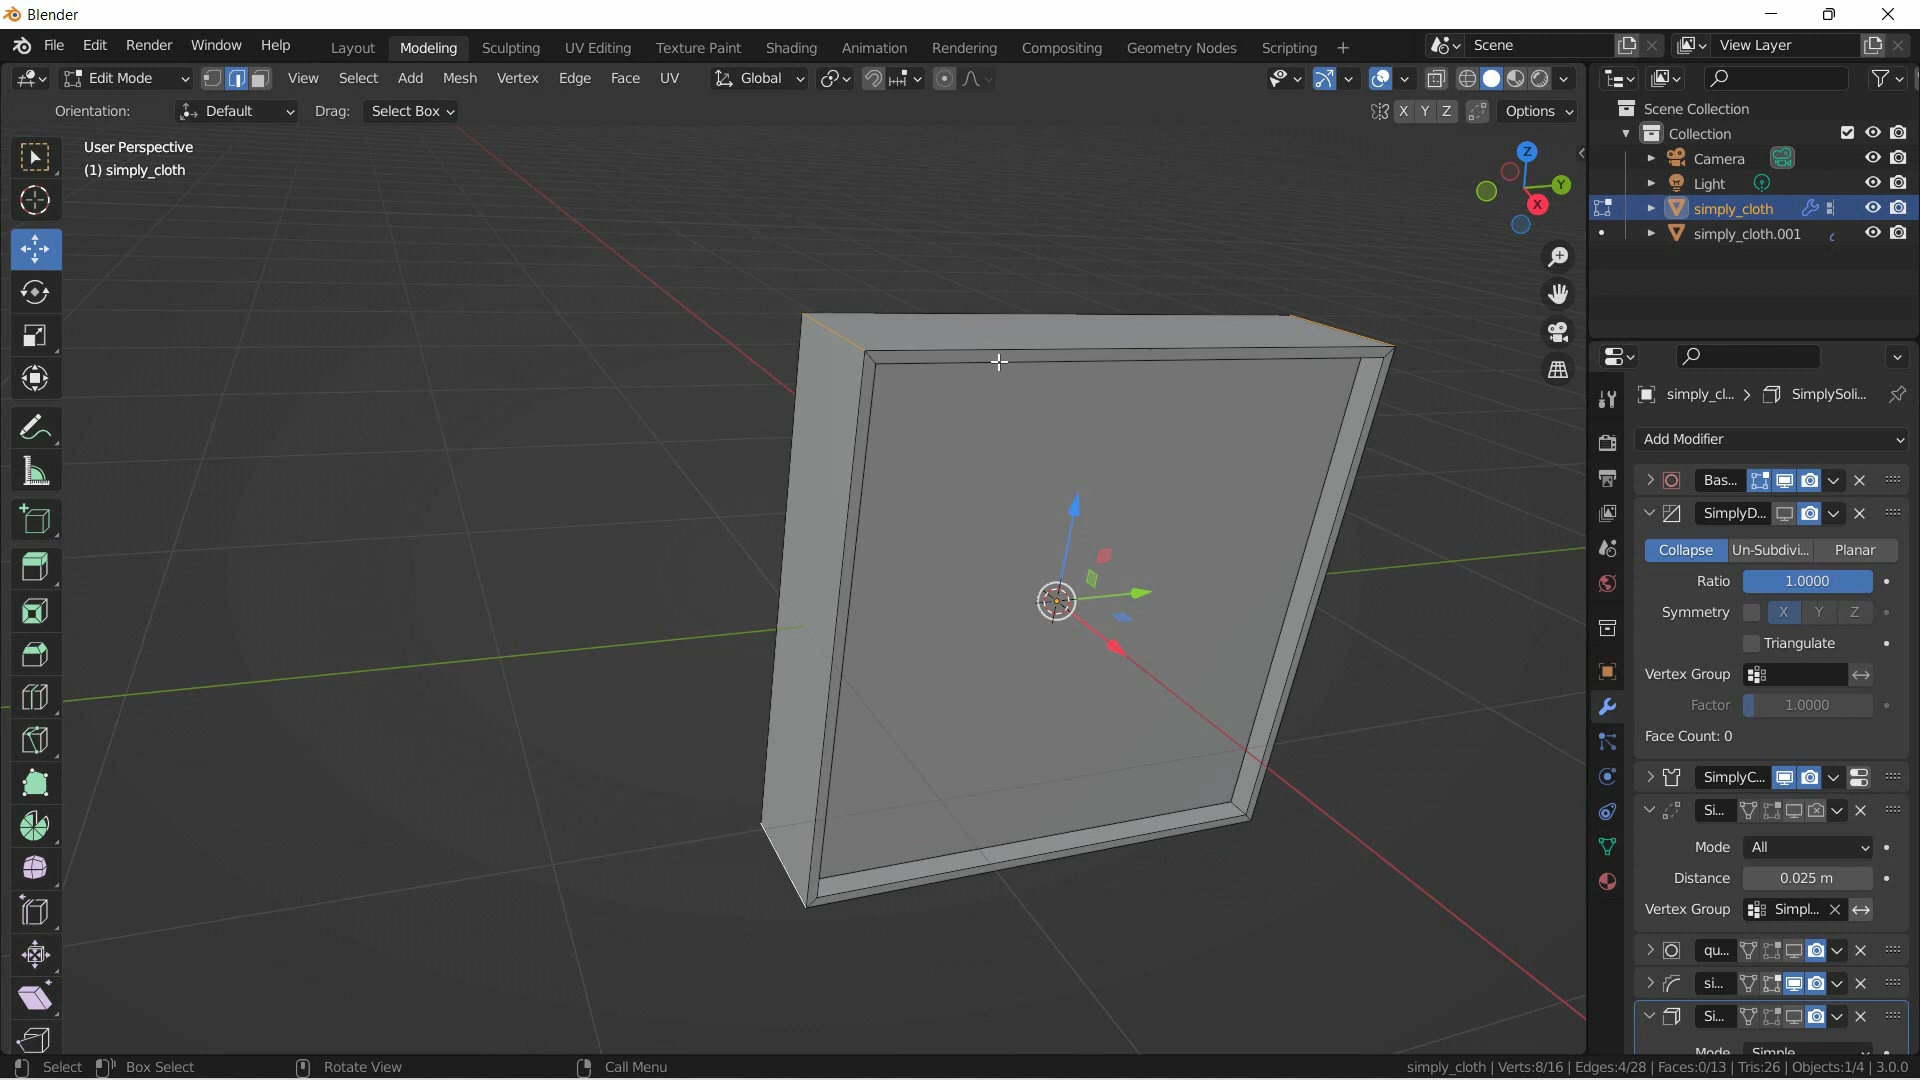 Blender
File Edit Render Window Help Layout Modeling Sculpting UV Editing Texture Paint Shading Animation Rendering Compositing Geometry Nodes Scripting + Scene View Layer
Edit Mode View Select Add Mesh Vertex Edge Face UV Global
Orientation: Default Drag: Select Box X Y Z Options
User Perspective
(1) simply_cloth
Z
Y
X
Scene Collection
Collection
Camera
Light
simply_cloth
simply_cloth.001
simply_cl... > SimplySoli...
Add Modifier
Bas...
SimplyD...
Collapse Un-Subdivi... Planar
Ratio 1.0000
Symmetry X Y Z
Triangulate
Vertex Group
Factor 1.0000
Face Count: 0
SimplyC...
Si...
Mode All
Distance 0.025 m
Vertex Group Simpl...
qu...
si...
Si...
Mode Simple
Select Box Select Rotate View Call Menu simply_cloth | Verts:8/16 | Edges:4/28 | Faces:0/13 | Tris:26 | Objects:1/4 | 3.0.0